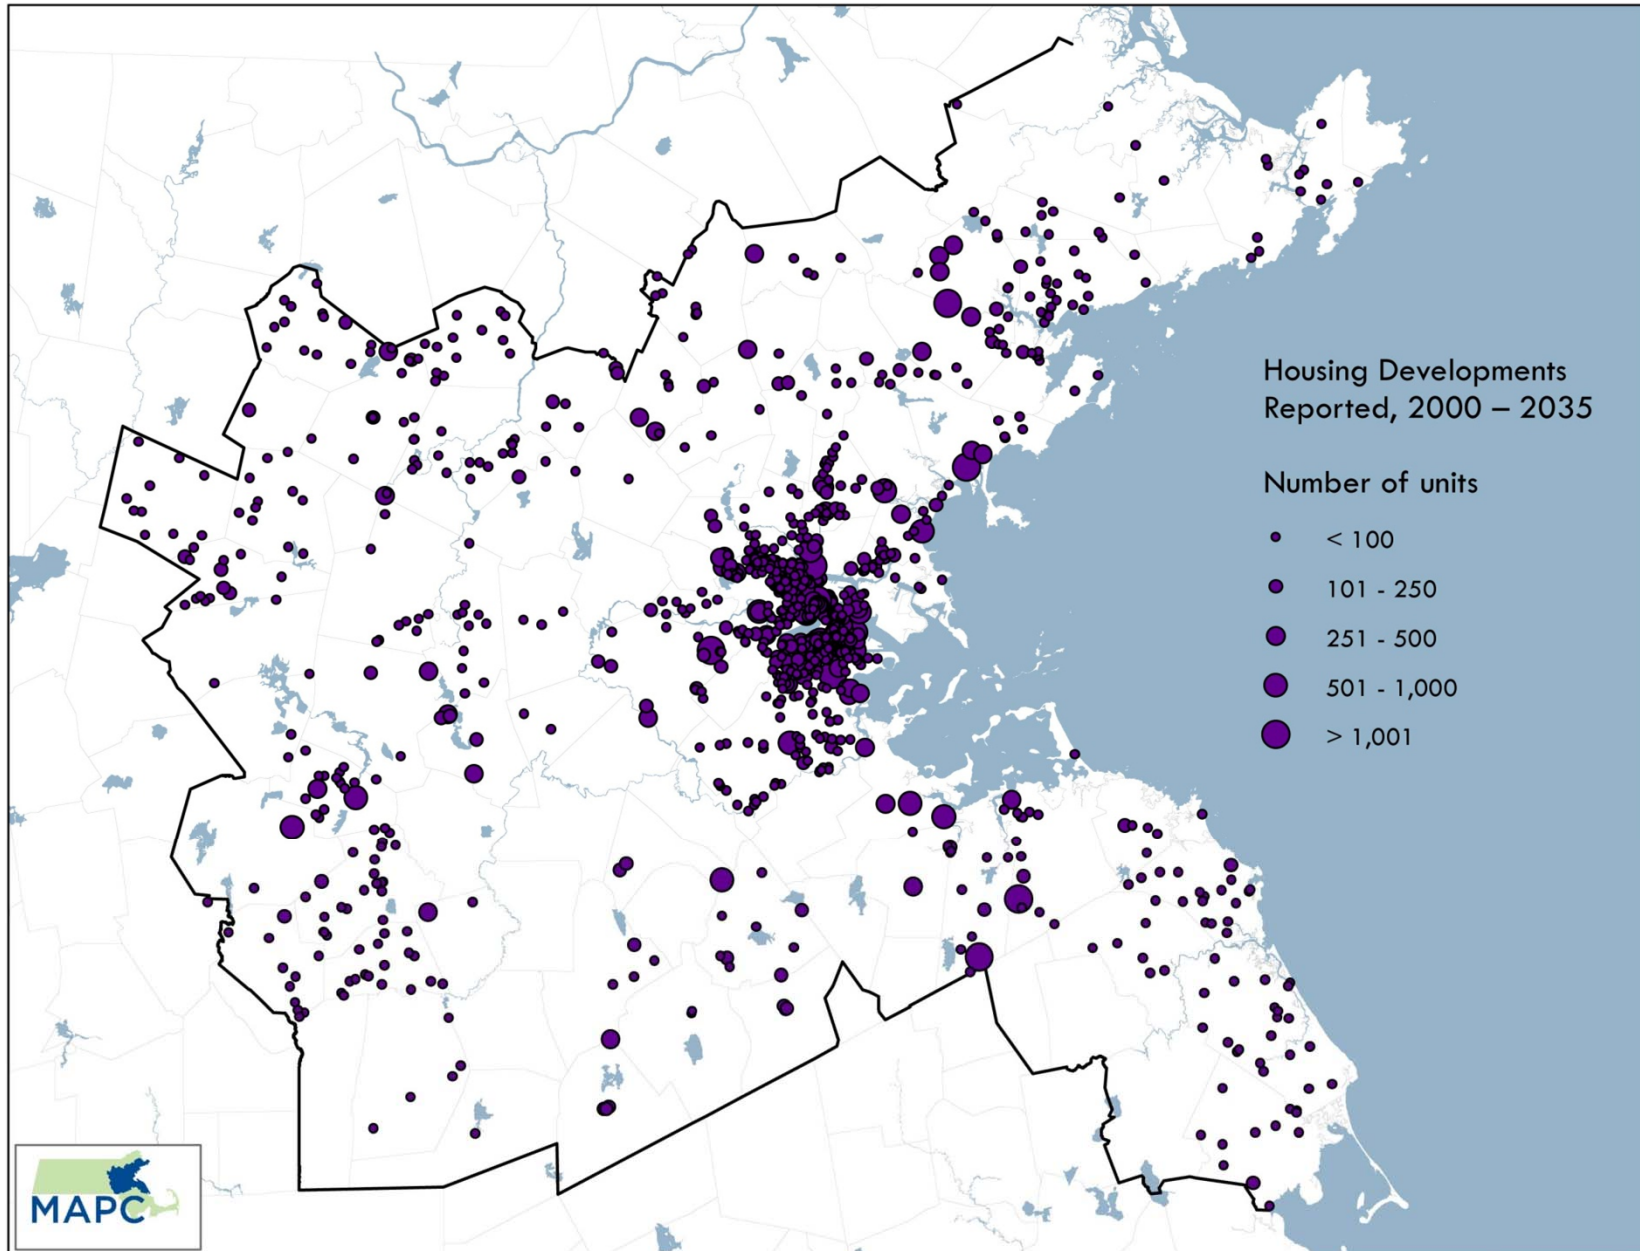 Housing Developments
Reported, 2000 – 2035
Number of units
< 100
101 - 250
251 - 500
501 - 1,000
> 1,001
MAPC